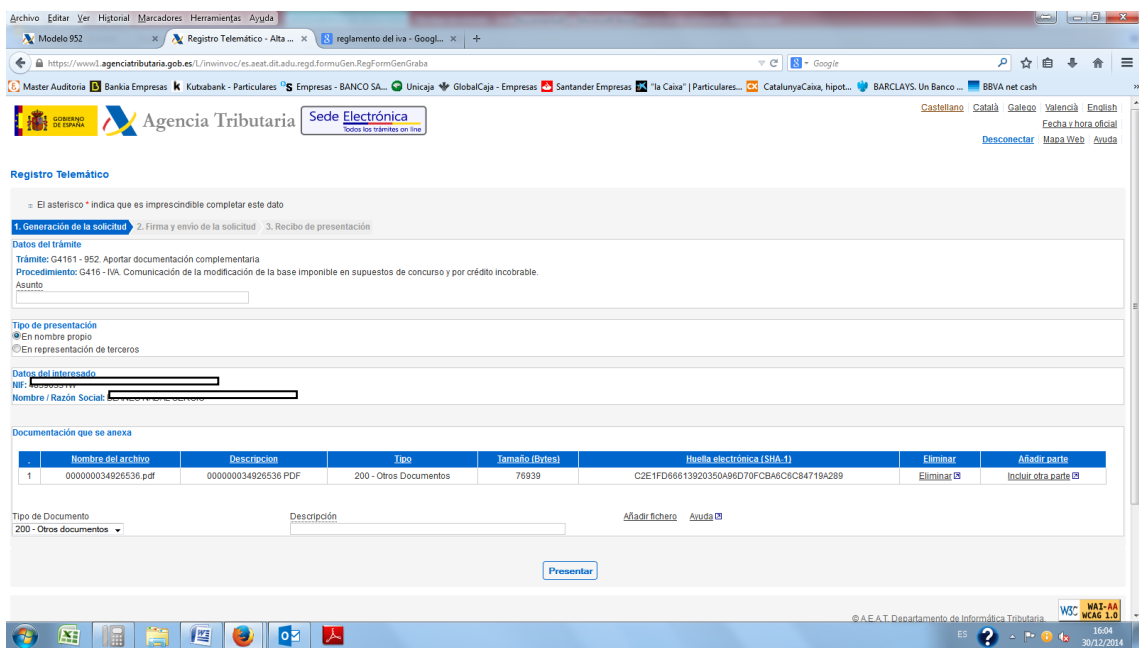 Archivo Editar Ver Historial Marcadores Herramientas Ayuda
Modelo 952 × Registro Telemático - Alta ... × reglamento del iva - Googl... × +
https://www1.agenciatributaria.gob.es/L/inwinvoc/es.aeat.dit.adu.regd.formuGen.RegFormGenGraba
Google
Master Auditoria Bankia Empresas Kutxabank - Particulares Empresas - BANCO SA... Unicaja GlobalCaja - Empresas Santander Empresas "la Caixa" | Particulares... CatalunyaCaixa, hipot... BARCLAYS. Un Banco ... BBVA net cash »
GOBIERNO DE ESPAÑA
Agencia Tributaria
Sede Electrónica
Todos los trámites on line
Castellano Català Galego Valencià English
Fecha y hora oficial
Desconectar Mapa Web Ayuda
Registro Telemático
El asterisco * indica que es imprescindible completar este dato
1. Generación de la solicitud 2. Firma y envio de la solicitud 3. Recibo de presentación
Datos del trámite
Trámite: G4161 - 952. Aportar documentación complementaria
Procedimiento: G416 - IVA. Comunicación de la modificación de la base imponible en supuestos de concurso y por crédito incobrable.
Asunto
Tipo de presentación
En nombre propio
En representación de terceros
Datos del interesado
NIF:
Nombre / Razón Social:
Documentación que se anexa
. Nombre del archivo Descripcion Tipo Tamaño (Bytes) Huella electrónica (SHA-1) Eliminar Añadir parte
1 000000034926536.pdf 000000034926536 PDF 200 - Otros Documentos 76939 C2E1FD66613920350A96D70FCBA6C6C84719A289 Eliminar Incluir otra parte
Tipo de Documento Descripción Añadir fichero Ayuda
200 - Otros documentos
Presentar
© A.E.A.T. Departamento de Informática Tributaria.
W3C WAI-AA WCAG 1.0
ES
16:04
30/12/2014